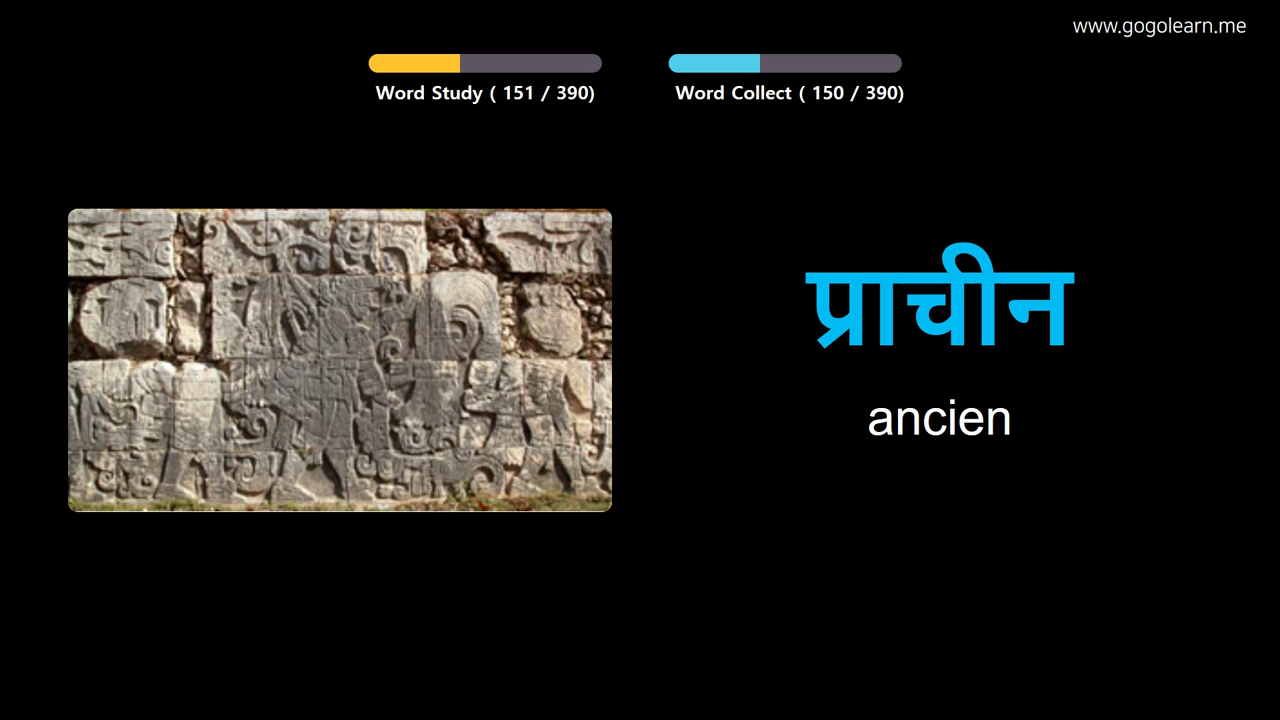 www.gogolearn.me
Word Study ( 151 / 390)
Word Collect ( 150 / 390)
प्राचीन
ancien